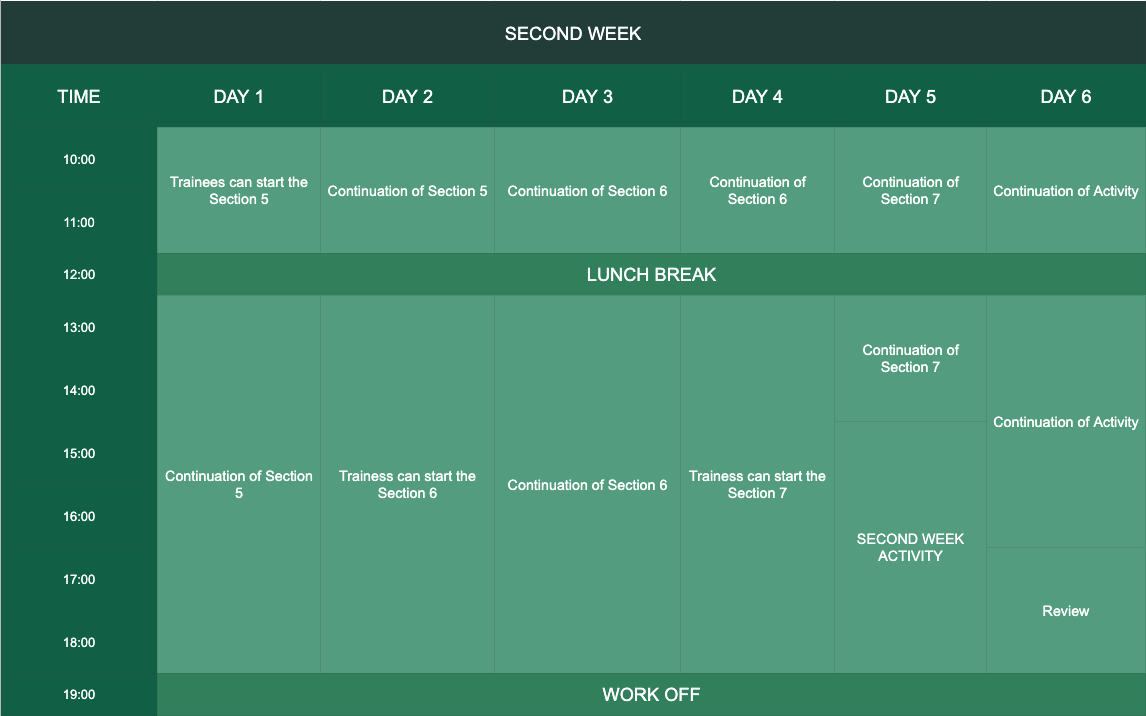 SECOND WEEK
TIME
DAY 1
DAY 2
DAY 3
DAY 4
DAY 5
DAY 6
10:00
11:00
Trainees can start the
Section 5
Continuation of Section 5
Continuation of Section 6
Continuation of
Section 6
Continuation of
Section 7
Continuation of Activity
12:00
LUNCH BREAK
13:00
14:00
15:00
16:00
17:00
18:00
Continuation of Section
5
Trainess can start the
Section 6
Continuation of Section 6
Trainess can start the
Section 7
Continuation of
Section 7
SECOND WEEK
ACTIVITY
Continuation of Activity
Review
19:00
WORK OFF